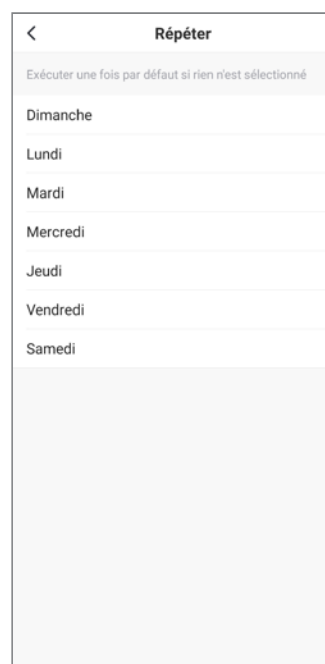 Répéter
Exécuter une fois par défaut si rien n'est sélectionné
Dimanche
Lundi
Mardi
Mercredi
Jeudi
Vendredi
Samedi